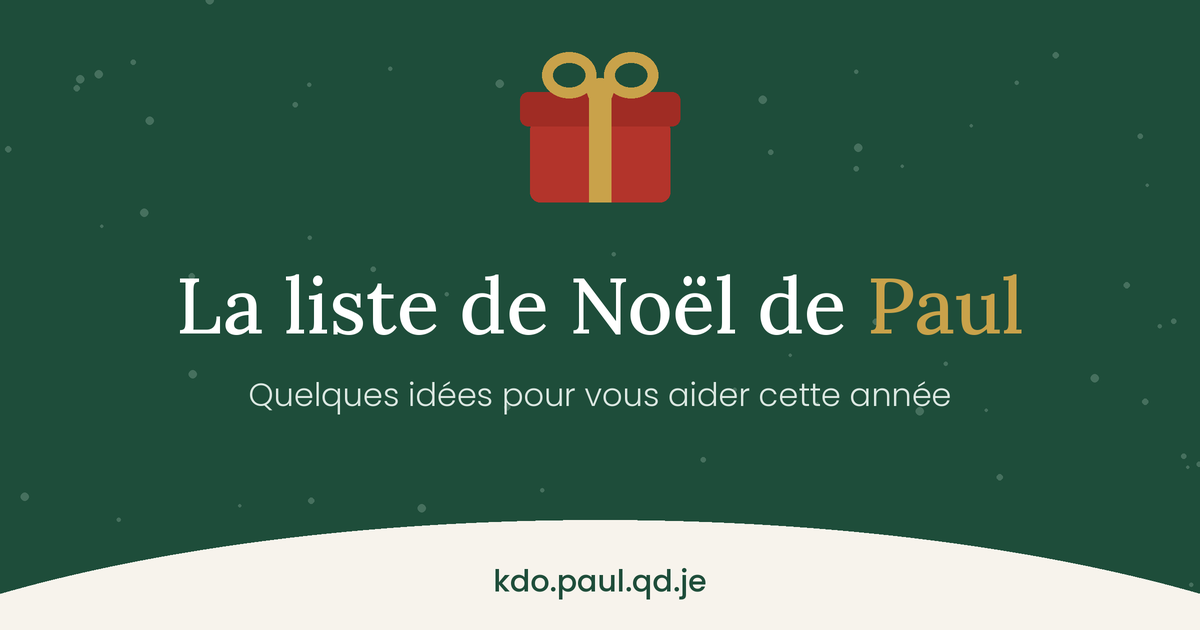 La liste de Noël de Paul
Quelques idées pour vous aider cette année
kdo.paul.qd.je